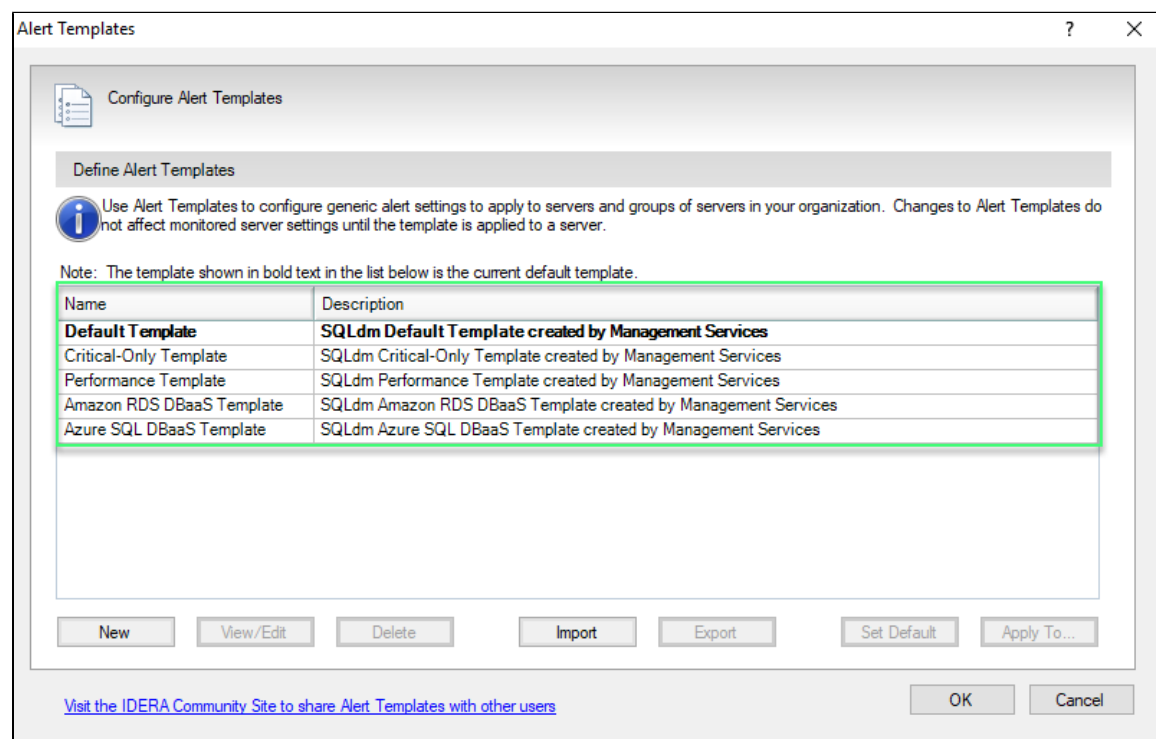 Alert Templates ? X
Configure Alert Templates
Define Alert Templates
Use Alert Templates to configure generic alert settings to apply to servers and groups of servers in your organization.  Changes to Alert Templates do
not affect monitored server settings until the template is applied to a server.
Note:  The template shown in bold text in the list below is the current default template.
Name Description
Default Template SQLdm Default Template created by Management Services
Critical-Only Template SQLdm Critical-Only Template created by Management Services
Performance Template SQLdm Performance Template created by Management Services
Amazon RDS DBaaS Template SQLdm Amazon RDS DBaaS Template created by Management Services
Azure SQL DBaaS Template SQLdm Azure SQL DBaaS Template created by Management Services
New View/Edit Delete Import Export Set Default Apply To...
Visit the IDERA Community Site to share Alert Templates with other users OK Cancel